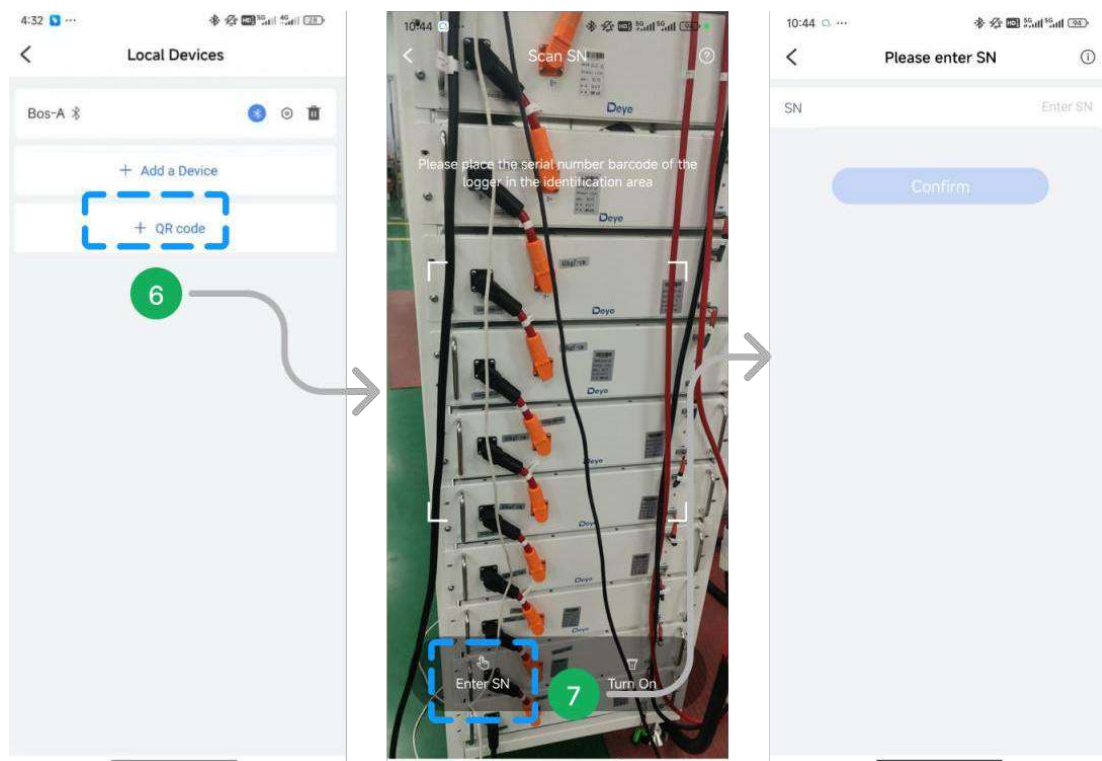 4:32
Local Devices
Bos-A
+ Add a Device
+ QR code
6
10:44
Scan SN
Please place the serial number barcode of the
logger in the identification area
Deye
Deye
Deye
Deye
Deye
Deye
Deye
Deye
Enter SN
Turn On
7
10:44
Please enter SN
SN
Enter SN
Confirm